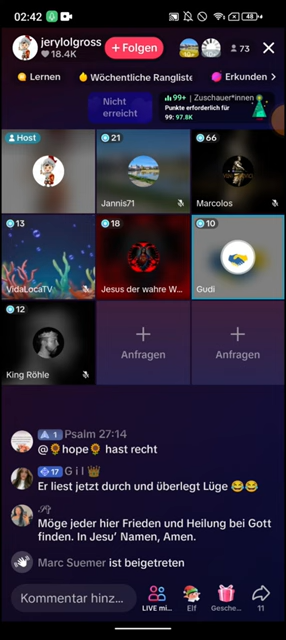 02:42
48
jerylolgross
18.4K
+ Folgen
73
Lernen
Wöchentliche Rangliste
Erkunden
Nicht erreicht
99+ | Zuschauer*innen
Punkte erforderlich für
99: 97.8K
Host
21
Jannis71
66
Marcolos
13
VidaLocaTV
18
Jesus der wahre W...
10
Gudi
12
King Röhle
+
Anfragen
+
Anfragen
1 Psalm 27:14
@🌻hope🌻 hast recht
17 G i l 👑
Er liest jetzt durch und überlegt Lüge 😂😂
Möge jeder hier Frieden und Heilung bei Gott
finden. In Jesu’ Namen, Amen.
Marc Suemer ist beigetreten
Kommentar hinz...
LIVE mi...
Elf
Gesche...
11